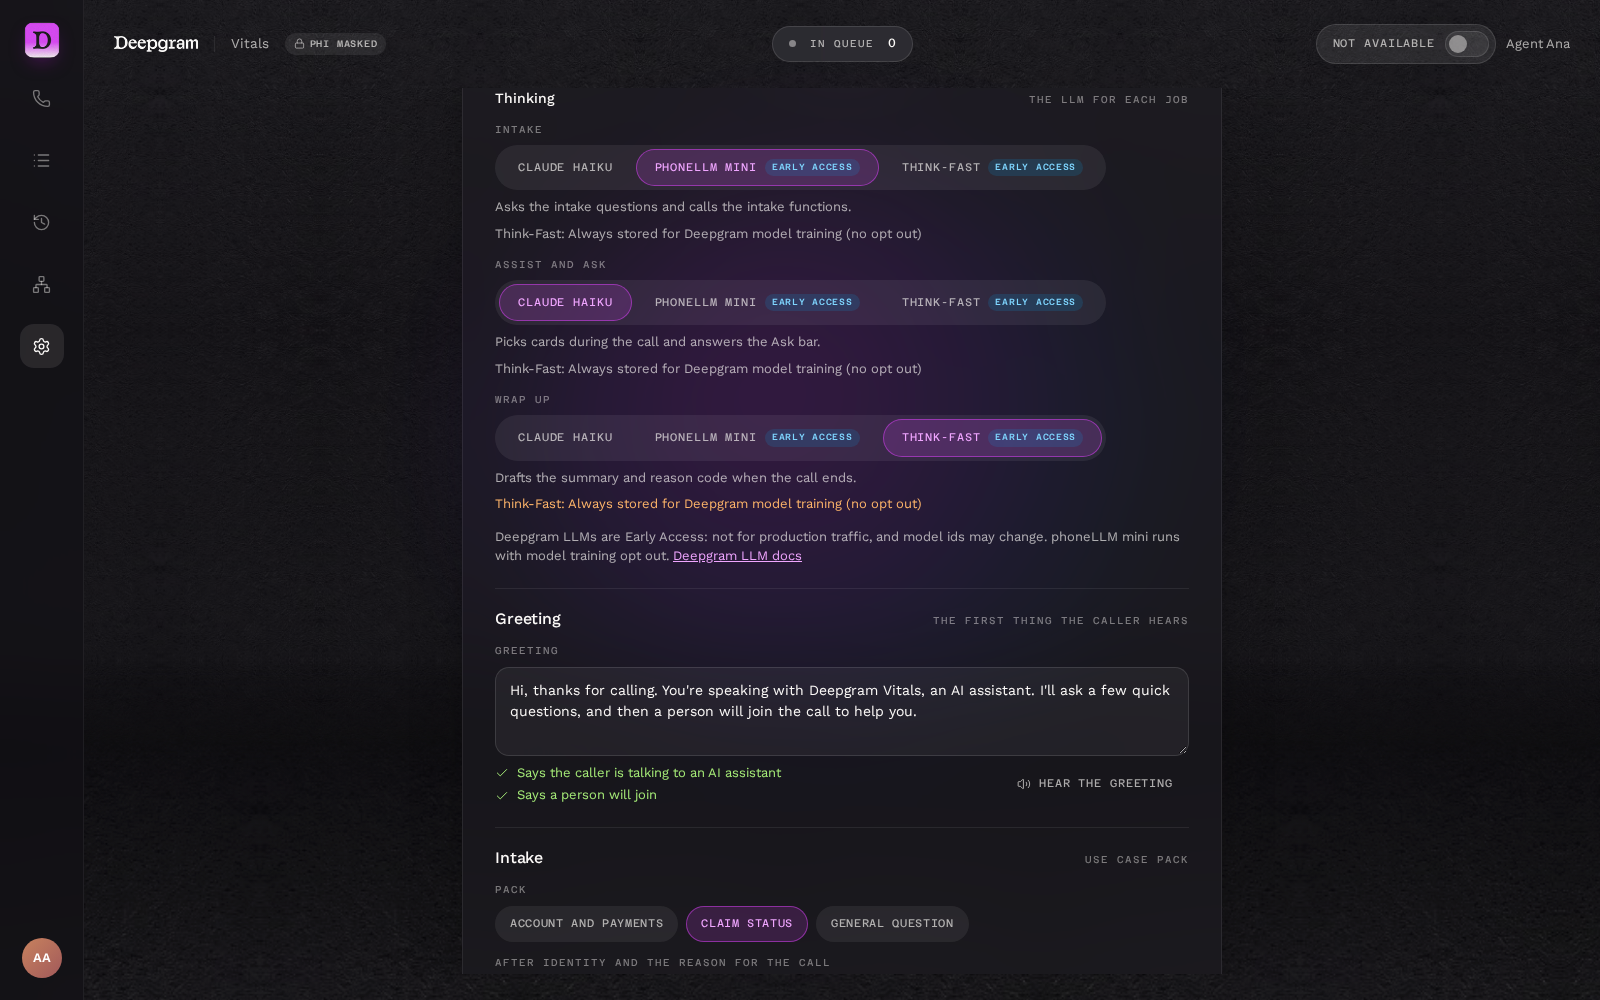 D
Deepgram
Vitals
PHI MASKED
IN QUEUE 0
NOT AVAILABLE
Agent Ana
Thinking
THE LLM FOR EACH JOB
INTAKE
CLAUDE HAIKU
PHONELLM MINI EARLY ACCESS
THINK-FAST EARLY ACCESS
Asks the intake questions and calls the intake functions.
Think-Fast: Always stored for Deepgram model training (no opt out)
ASSIST AND ASK
CLAUDE HAIKU
PHONELLM MINI EARLY ACCESS
THINK-FAST EARLY ACCESS
Picks cards during the call and answers the Ask bar.
Think-Fast: Always stored for Deepgram model training (no opt out)
WRAP UP
CLAUDE HAIKU
PHONELLM MINI EARLY ACCESS
THINK-FAST EARLY ACCESS
Drafts the summary and reason code when the call ends.
Think-Fast: Always stored for Deepgram model training (no opt out)
Deepgram LLMs are Early Access: not for production traffic, and model ids may change. phoneLLM mini runs
with model training opt out. Deepgram LLM docs
Greeting
THE FIRST THING THE CALLER HEARS
GREETING
Hi, thanks for calling. You're speaking with Deepgram Vitals, an AI assistant. I'll ask a few quick
questions, and then a person will join the call to help you.
Says the caller is talking to an AI assistant
Says a person will join
HEAR THE GREETING
Intake
USE CASE PACK
PACK
ACCOUNT AND PAYMENTS
CLAIM STATUS
GENERAL QUESTION
AFTER IDENTITY AND THE REASON FOR THE CALL
AA